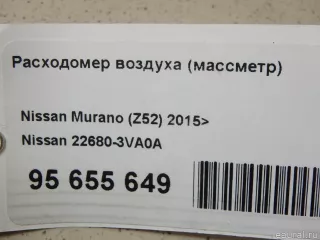 Расходомер воздуха (массметр)
Nissan Murano (Z52) 2015>
Nissan 22680-3VA0A
95 655 649